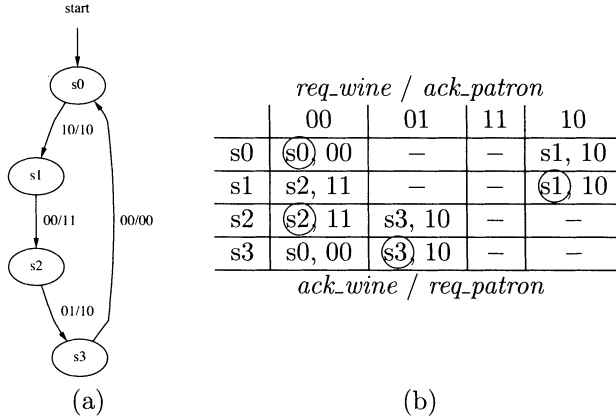 start
s0
10/10
s1
00/11
00/00
s2
01/10
s3
(a)
req_wine / ack_patron
00 01 11 10
s0 s0, 00 – – s1, 10
s1 s2, 11 – – s1, 10
s2 s2, 11 s3, 10 – –
s3 s0, 00 s3, 10 – –
ack_wine / req_patron
(b)